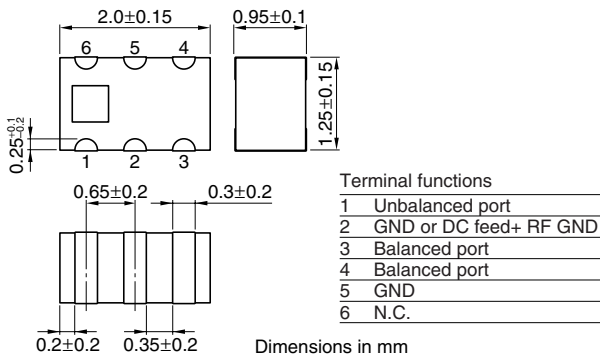 2.0±0.15
0.95±0.1
6 5 4
1.25±0.15
0.25+0.1-0.2
1 2 3
0.65±0.2
0.3±0.2
0.2±0.2
0.35±0.2
Dimensions in mm
Terminal functions
1 Unbalanced port
2 GND or DC feed+ RF GND
3 Balanced port
4 Balanced port
5 GND
6 N.C.